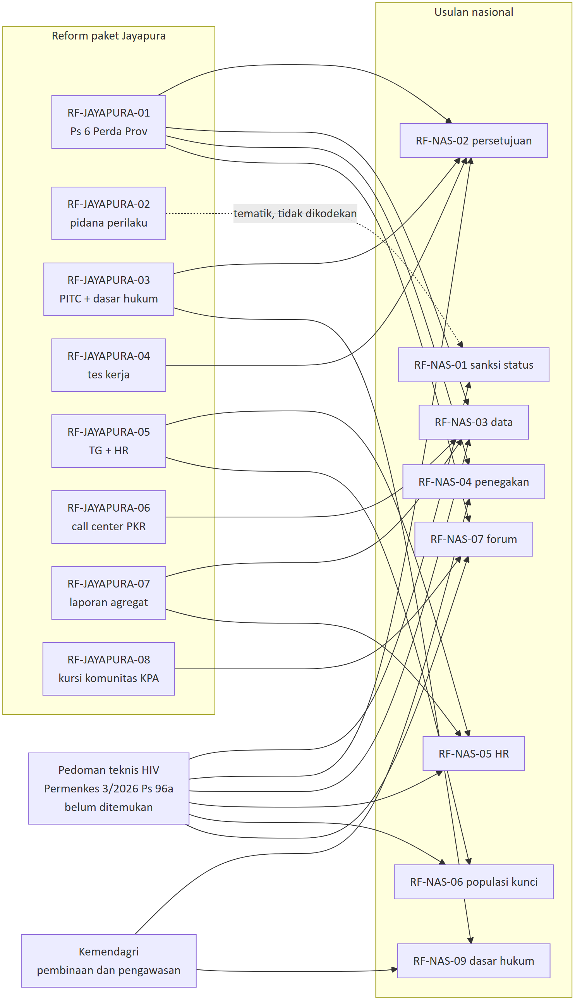 Usulan nasional
Reform paket Jayapura
RF-JAYAPURA-01
Ps 6 Perda Prov
RF-JAYAPURA-02
pidana perilaku
tematik, tidak dikodekan
RF-JAYAPURA-03
PITC + dasar hukum
RF-JAYAPURA-04
tes kerja
RF-JAYAPURA-05
TG + HR
RF-JAYAPURA-06
call center PKR
RF-JAYAPURA-07
laporan agregat
RF-JAYAPURA-08
kursi komunitas KPA
Pedoman teknis HIV
Permenkes 3/2026 Ps 96a
belum ditemukan
Kemendagri
pembinaan dan pengawasan
RF-NAS-02 persetujuan
RF-NAS-01 sanksi status
RF-NAS-03 data
RF-NAS-04 penegakan
RF-NAS-07 forum
RF-NAS-05 HR
RF-NAS-06 populasi kunci
RF-NAS-09 dasar hukum